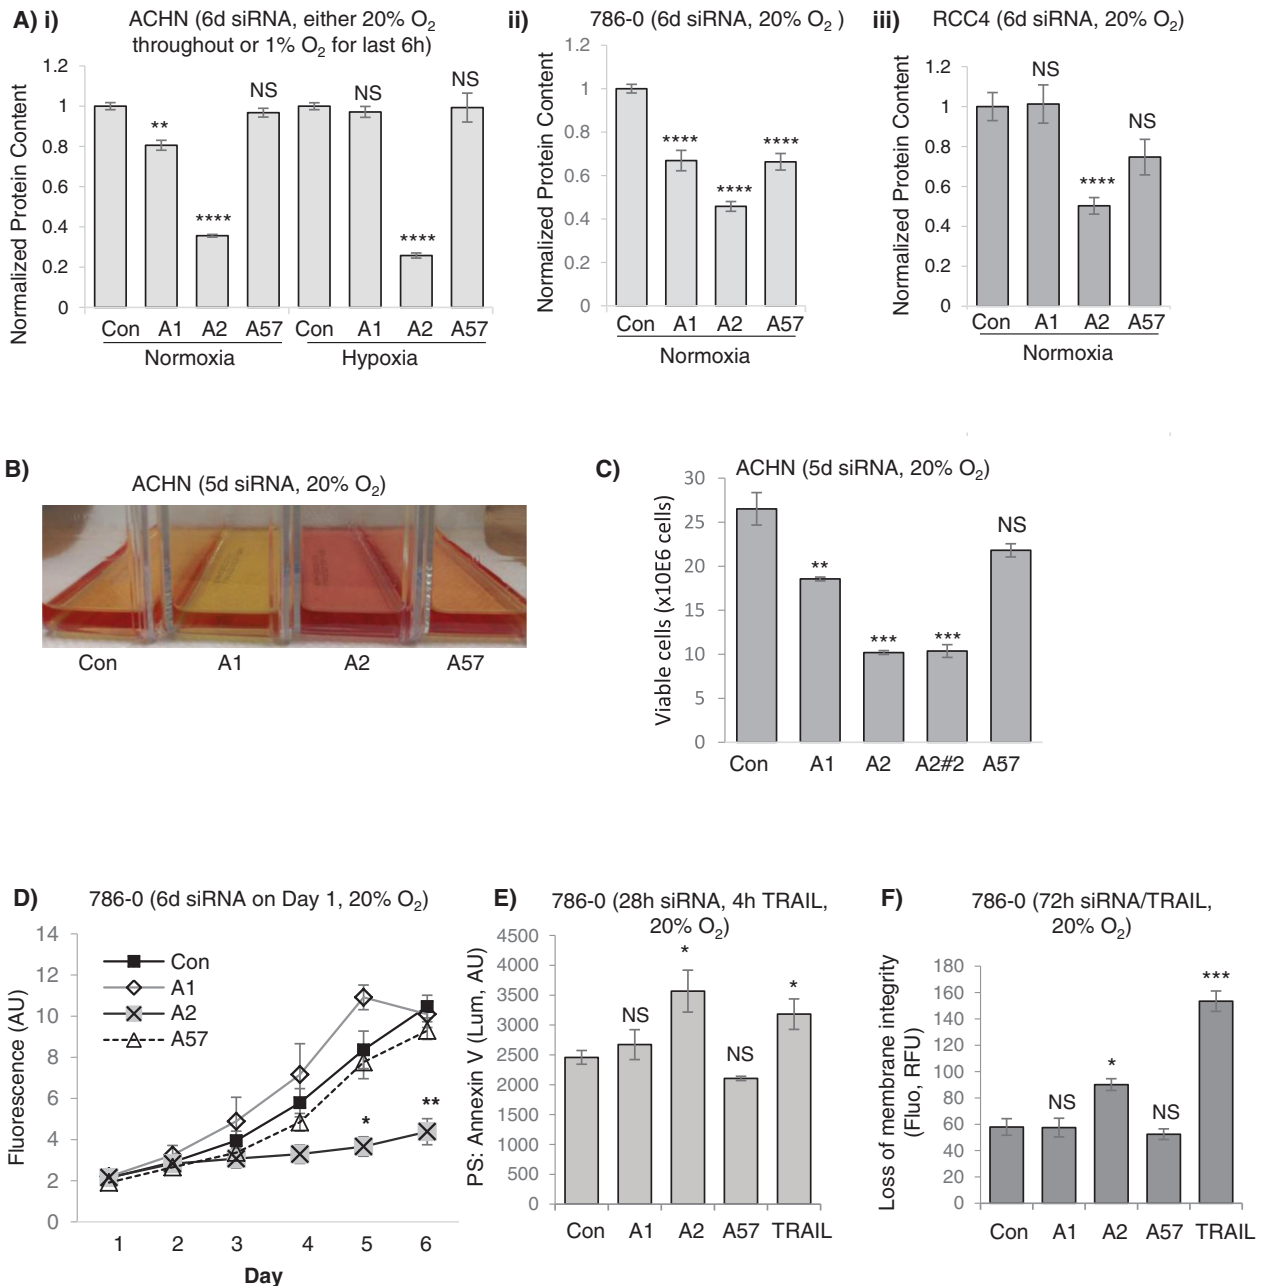 A) i)
ACHN (6d siRNA, either 20% O2
throughout or 1% O2 for last 6h)
Normalized Protein Content
1.2
1
0.8
0.6
0.4
0.2
0
**
****
NS
NS
****
NS
Con A1 A2 A57 Con A1 A2 A57
Normoxia Hypoxia
ii)
786-0 (6d siRNA, 20% O2 )
Normalized Protein Content
1.2
1
0.8
0.6
0.4
0.2
0
****
****
****
Con A1 A2 A57
Normoxia
iii)
RCC4 (6d siRNA, 20% O2)
Normalized Protein Content
1.2
1
0.8
0.6
0.4
0.2
0
NS
****
NS
Con A1 A2 A57
Normoxia
B)
ACHN (5d siRNA, 20% O2)
Con A1 A2 A57
C)
ACHN (5d siRNA, 20% O2)
Viable cells (x10E6 cells)
30
25
20
15
10
5
0
**
***
***
NS
Con A1 A2 A2#2 A57
D)
786-0 (6d siRNA on Day 1, 20% O2)
Fluorescence (AU)
14
12
10
8
6
4
2
0
Con
A1
A2
A57
*
**
1 2 3 4 5 6
Day
E)
786-0 (28h siRNA, 4h TRAIL,
20% O2)
PS: Annexin V (Lum, AU)
4500
4000
3500
3000
2500
2000
1500
1000
500
0
NS
*
NS
*
Con A1 A2 A57 TRAIL
F)
786-0 (72h siRNA/TRAIL,
20% O2)
Loss of membrane integrity
(Fluo, RFU)
180
160
140
120
100
80
60
40
20
0
NS
*
NS
***
Con A1 A2 A57 TRAIL